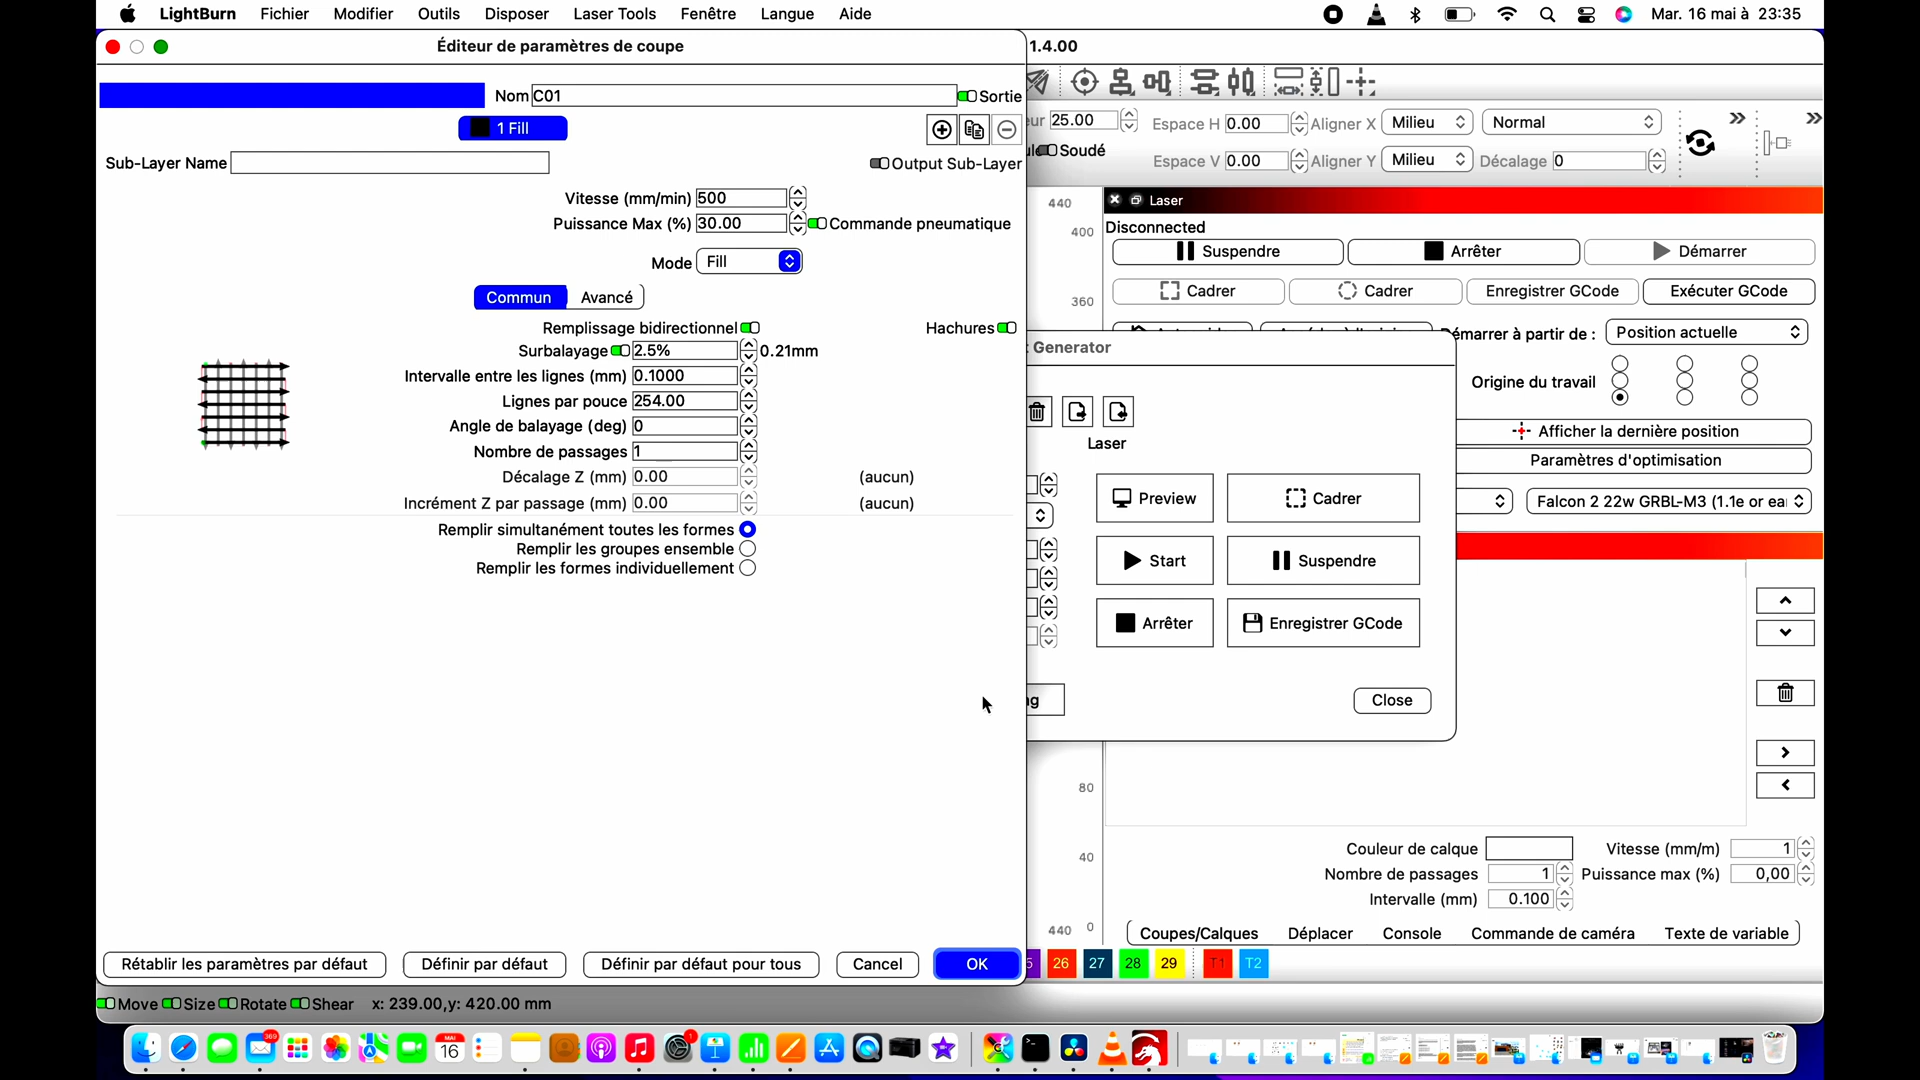 LightBurn Fichier Modifier Outils Disposer Laser Tools Fenêtre Langue Aide Mar. 16 mai à 23:35
Éditeur de paramètres de coupe
1.4.00
Nom C01 Sortie
1 Fill
Sub-Layer Name Output Sub-Layer
Vitesse (mm/min) 500
Puissance Max (%) 30.00 Commande pneumatique
Mode Fill
Commun Avancé
Remplissage bidirectionnel Hachures
Surbalayage 2.5% 0.21mm
Intervalle entre les lignes (mm) 0.1000
Lignes par pouce 254.00
Angle de balayage (deg) 0
Nombre de passages 1
Décalage Z (mm) 0.00 (aucun)
Incrément Z par passage (mm) 0.00 (aucun)
Remplir simultanément toutes les formes
Remplir les groupes ensemble
Remplir les formes individuellement
Rétablir les paramètres par défaut Définir par défaut Définir par défaut pour tous Cancel OK
Move Size Rotate Shear x: 239.00,y: 420.00 mm
25.00 Espace H 0.00 Aligner X Milieu Normal
Soudé Espace V 0.00 Aligner Y Milieu Décalage 0
440
400
360
80
40
440 0
Laser
Disconnected
Suspendre Arrêter Démarrer
Cadrer Cadrer Enregistrer GCode Exécuter GCode
émarrer à partir de : Position actuelle
Origine du travail
Afficher la dernière position
Paramètres d'optimisation
Falcon 2 22w GRBL-M3 (1.1e or ea
Generator
Laser
Preview Cadrer
Start Suspendre
Arrêter Enregistrer GCode
ng Close
Couleur de calque Vitesse (mm/m) 1
Nombre de passages 1 Puissance max (%) 0,00
Intervalle (mm) 0.100
Coupes/Calques Déplacer Console Commande de caméra Texte de variable
5 26 27 28 29 T1 T2
369
MAI
16
1